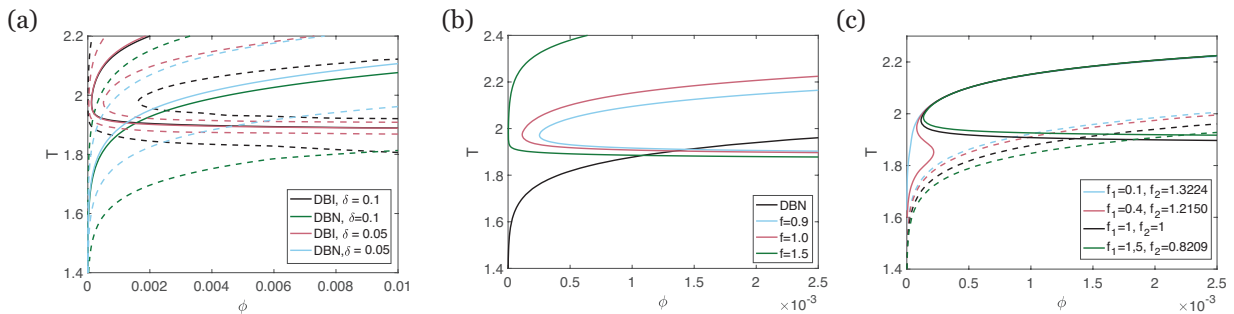 (a)
2.2
2
1.8
1.6
1.4
T
0
0.002
0.004
0.006
0.008
0.01
ϕ
DBI, δ = 0.1
DBN, δ=0.1
DBI, δ = 0.05
DBN,δ = 0.05
(b)
2.4
2.2
2
1.8
1.6
1.4
T
0
0.5
1
1.5
2
2.5
ϕ
×10⁻³
DBN
f=0.9
f=1.0
f=1.5
(c)
2.2
2
1.8
1.6
1.4
T
0
0.5
1
1.5
2
2.5
ϕ
×10⁻³
f₁=0.1, f₂=1.3224
f₁=0.4, f₂=1.2150
f₁=1, f₂=1
f₁=1,5, f₂=0.8209